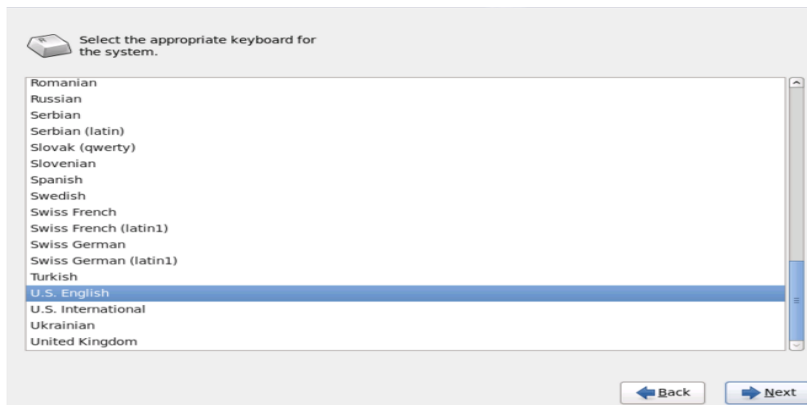 Select the appropriate keyboard for
the system.
Romanian
Russian
Serbian
Serbian (latin)
Slovak (qwerty)
Slovenian
Spanish
Swedish
Swiss French
Swiss French (latin1)
Swiss German
Swiss German (latin1)
Turkish
U.S. English
U.S. International
Ukrainian
United Kingdom
Back Next